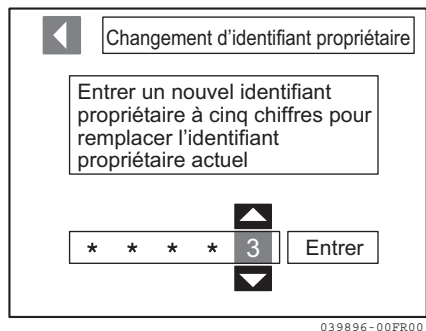 Changement d'identifiant propriétaire
Entrer un nouvel identifiant
propriétaire à cinq chiffres pour
remplacer l'identifiant
propriétaire actuel
* * * * 3 Entrer
039896-00FR00